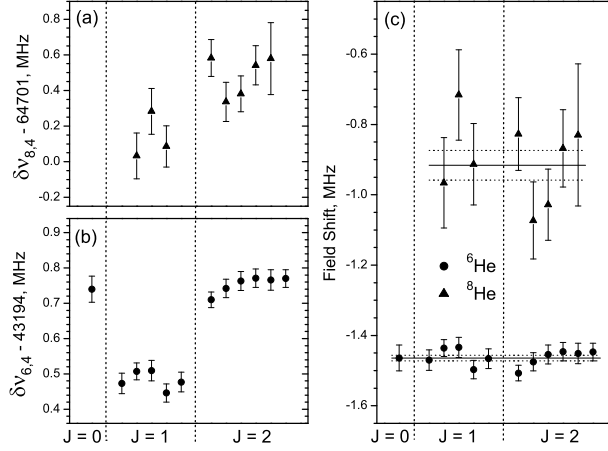 (a)
δν8,4 - 64701, MHz
0.8
0.6
0.4
0.2
0.0
-0.2
(b)
δν6,4 - 43194, MHz
0.9
0.8
0.7
0.6
0.5
0.4
J = 0
J = 1
J = 2
(c)
Field Shift, MHz
-0.6
-0.8
-1.0
-1.2
-1.4
-1.6
⁶He
⁸He
J = 0
J = 1
J = 2